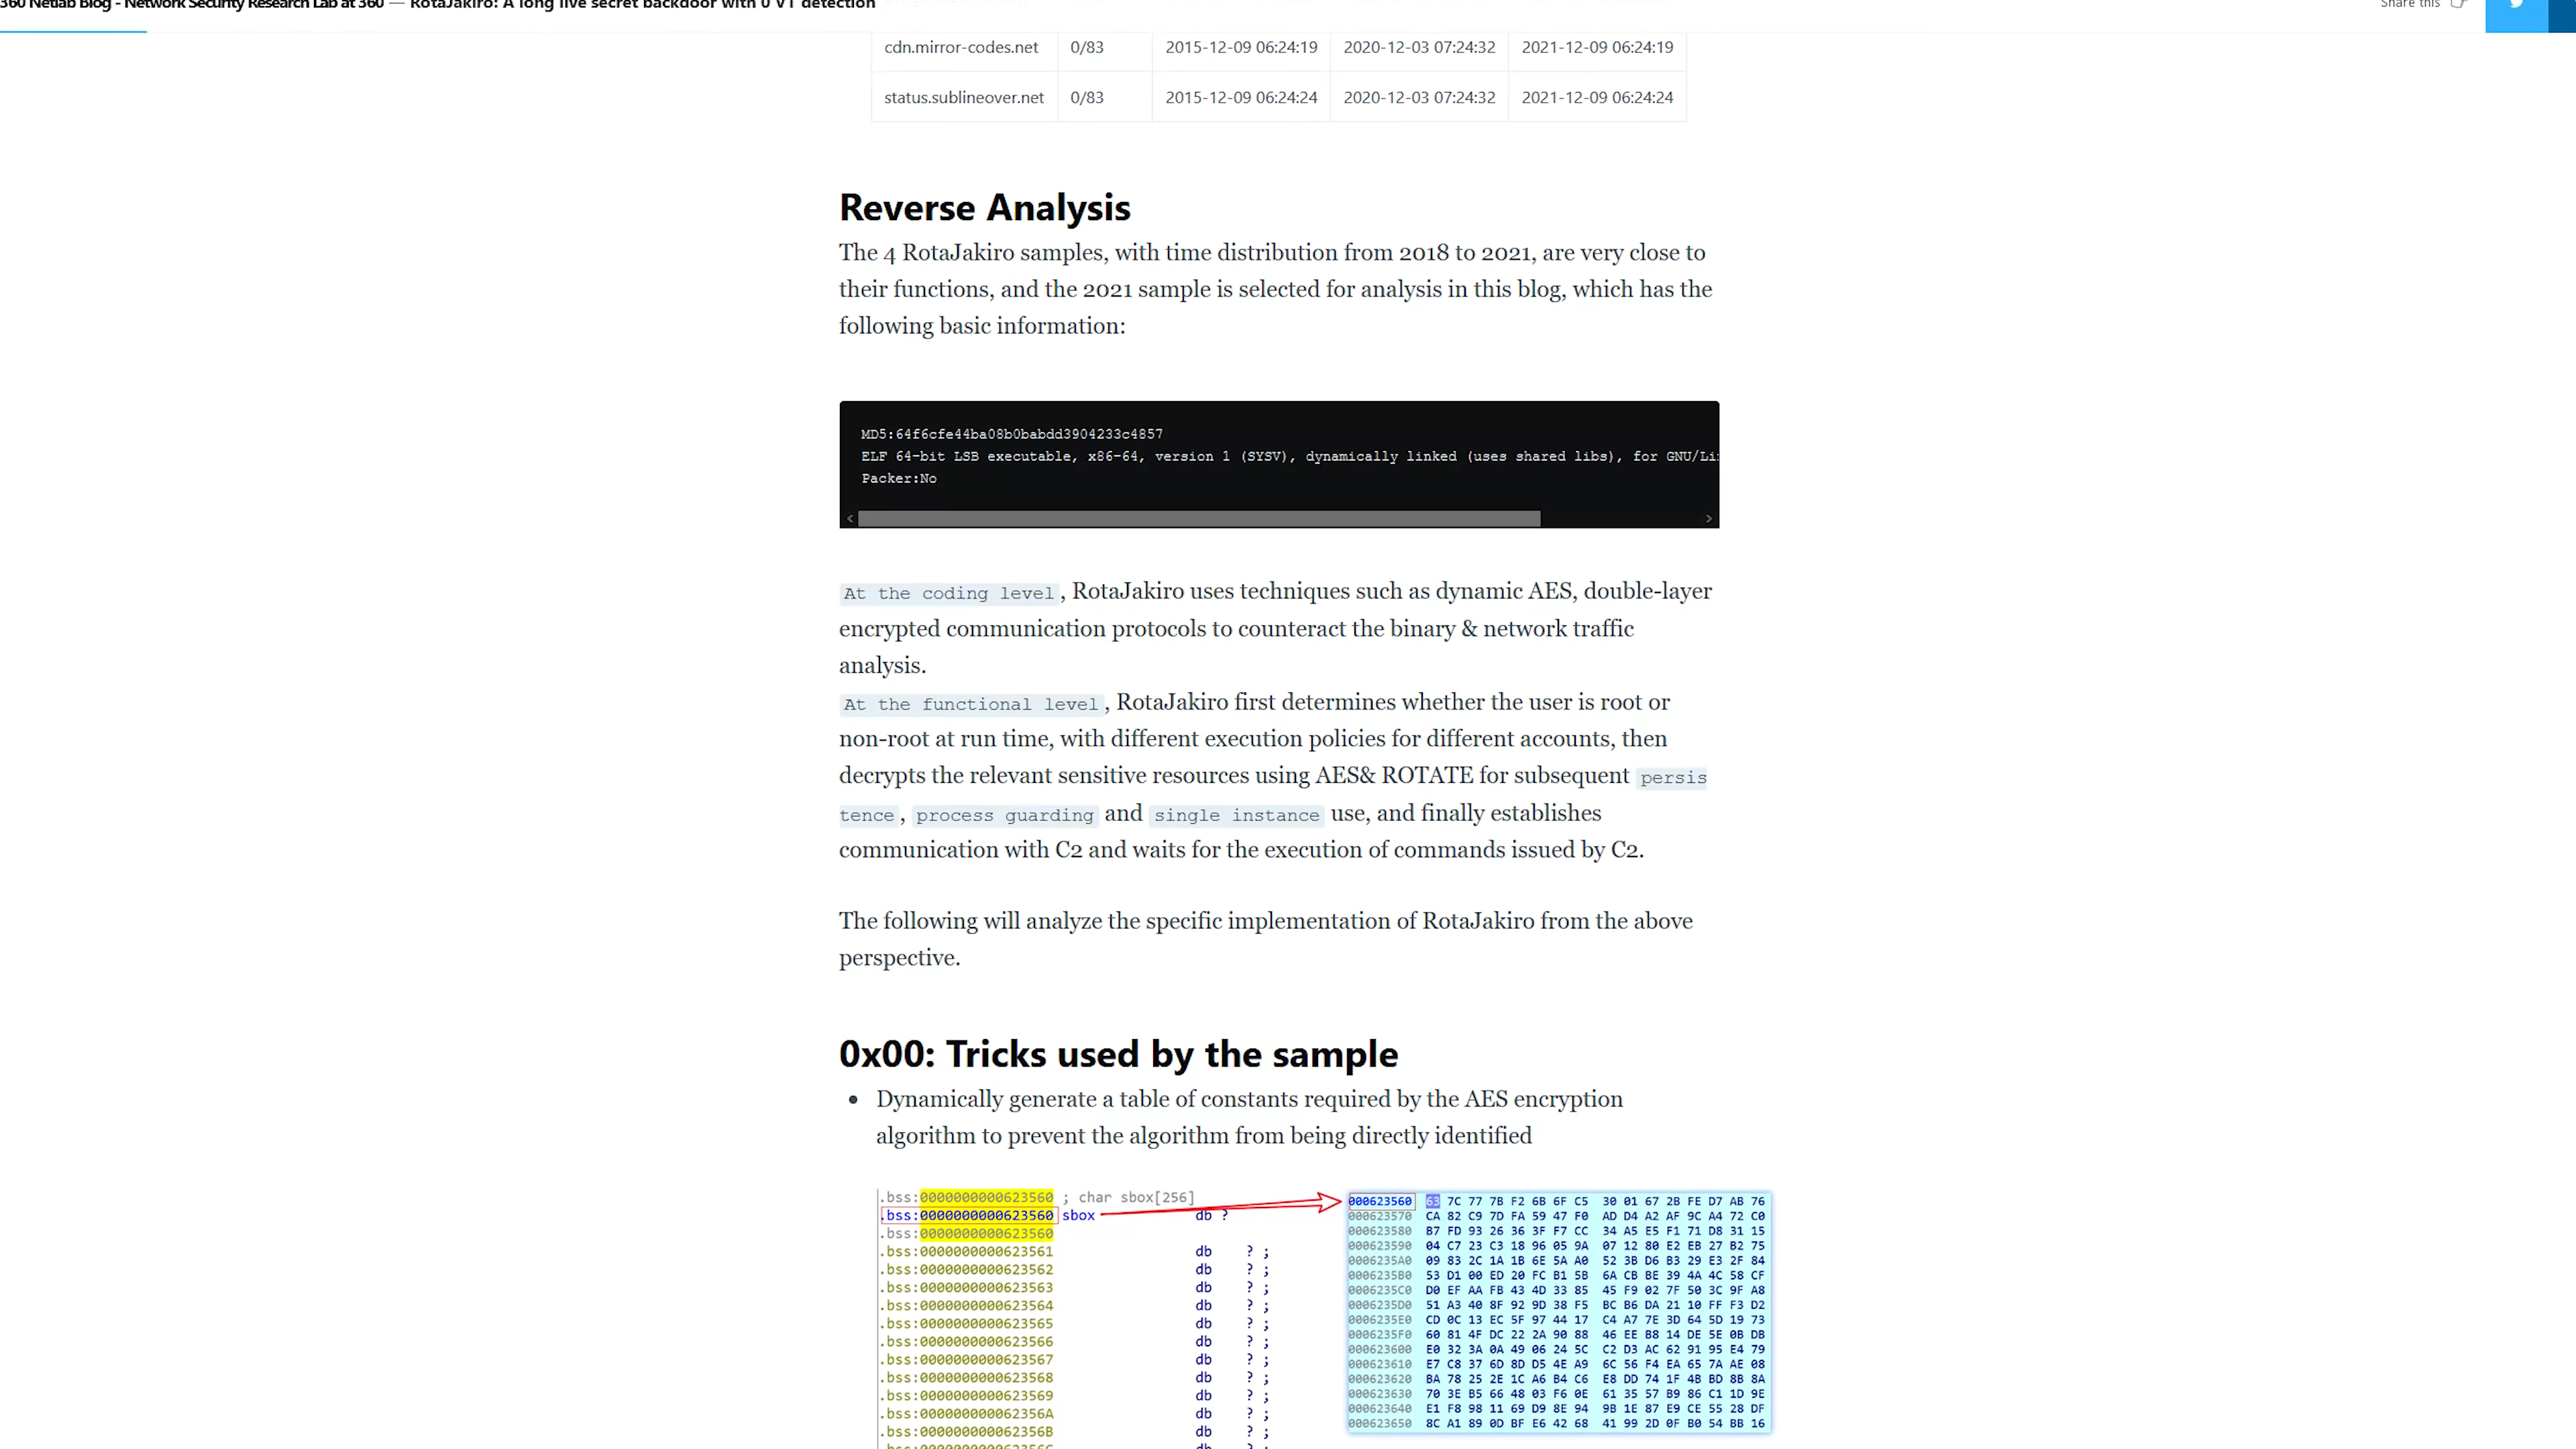 360 Netlab Blog - Network Security Research Lab at 360 — RotaJakiro: A long live secret backdoor with 0 VT detection
Share this
cdn.mirror-codes.net 0/83 2015-12-09 06:24:19 2020-12-03 07:24:32 2021-12-09 06:24:19
status.sublineover.net 0/83 2015-12-09 06:24:24 2020-12-03 07:24:32 2021-12-09 06:24:24
Reverse Analysis
The 4 RotaJakiro samples, with time distribution from 2018 to 2021, are very close to
their functions, and the 2021 sample is selected for analysis in this blog, which has the
following basic information:
MD5:64f6cfe44ba08b0babdd3904233c4857
ELF 64-bit LSB executable, x86-64, version 1 (SYSV), dynamically linked (uses shared libs), for GNU/Li
Packer:No
At the coding level, RotaJakiro uses techniques such as dynamic AES, double-layer
encrypted communication protocols to counteract the binary & network traffic
analysis.
At the functional level, RotaJakiro first determines whether the user is root or
non-root at run time, with different execution policies for different accounts, then
decrypts the relevant sensitive resources using AES& ROTATE for subsequent persis
tence, process guarding and single instance use, and finally establishes
communication with C2 and waits for the execution of commands issued by C2.
The following will analyze the specific implementation of RotaJakiro from the above
perspective.
0x00: Tricks used by the sample
• Dynamically generate a table of constants required by the AES encryption
algorithm to prevent the algorithm from being directly identified
.bss:0000000000623560 ; char sbox[256]
.bss:0000000000623560 sbox db ?
.bss:0000000000623560
.bss:0000000000623561 db ? ;
.bss:0000000000623562 db ? ;
.bss:0000000000623563 db ? ;
.bss:0000000000623564 db ? ;
.bss:0000000000623565 db ? ;
.bss:0000000000623566 db ? ;
.bss:0000000000623567 db ? ;
.bss:0000000000623568 db ? ;
.bss:0000000000623569 db ? ;
.bss:000000000062356A db ? ;
.bss:000000000062356B db ? ;
.bss:000000000062356C db ? ;
000623560 63 7C 77 7B F2 6B 6F C5 30 01 67 2B FE D7 AB 76
000623570 CA 82 C9 7D FA 59 47 F0 AD D4 A2 AF 9C A4 72 C0
000623580 B7 FD 93 26 36 3F F7 CC 34 A5 E5 F1 71 D8 31 15
000623590 04 C7 23 C3 18 96 05 9A 07 12 80 E2 EB 27 B2 75
0006235A0 09 83 2C 1A 1B 6E 5A A0 52 3B D6 B3 29 E3 2F 84
0006235B0 53 D1 00 ED 20 FC B1 5B 6A CB BE 39 4A 4C 58 CF
0006235C0 D0 EF AA FB 43 4D 33 85 45 F9 02 7F 50 3C 9F A8
0006235D0 51 A3 40 8F 92 9D 38 F5 BC B6 DA 21 10 FF F3 D2
0006235E0 CD 0C 13 EC 5F 97 44 17 C4 A7 7E 3D 64 5D 19 73
0006235F0 60 81 4F DC 22 2A 90 88 46 EE B8 14 DE 5E 0B DB
000623600 E0 32 3A 0A 49 06 24 5C C2 D3 AC 62 91 95 E4 79
000623610 E7 C8 37 6D 8D D5 4E A9 6C 56 F4 EA 65 7A AE 08
000623620 BA 78 25 2E 1C A6 B4 C6 E8 DD 74 1F 4B BD 8B 8A
000623630 70 3E B5 66 48 03 F6 0E 61 35 57 B9 86 C1 1D 9E
000623640 E1 F8 98 11 69 D9 8E 94 9B 1E 87 E9 CE 55 28 DF
000623650 8C A1 89 0D BF E6 42 68 41 99 2D 0F B0 54 BB 16